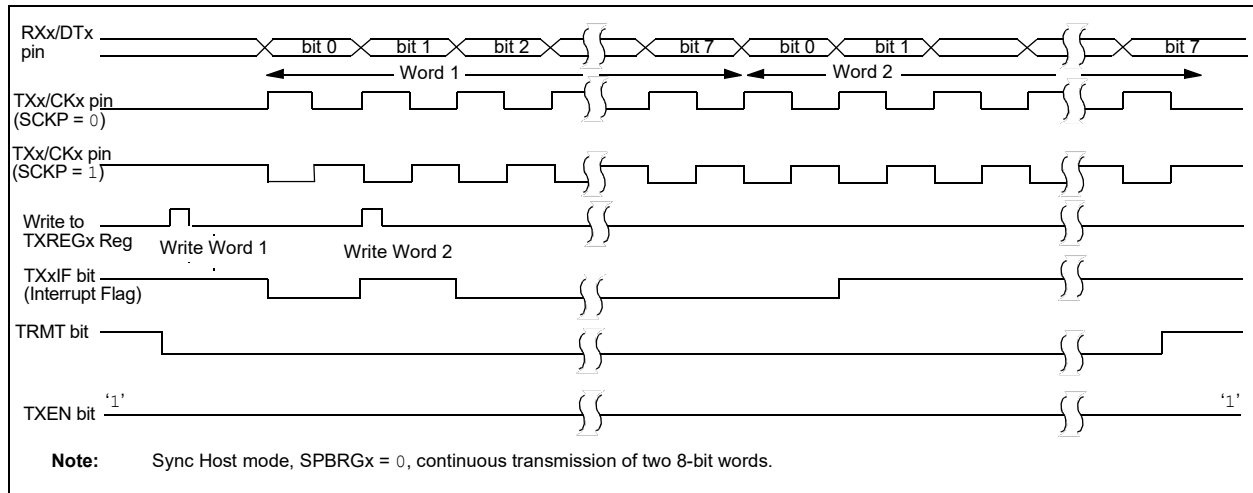 RXx/DTx
pin
bit 0 bit 1 bit 2 bit 7 bit 0 bit 1 bit 7
Word 1 Word 2
TXx/CKx pin
(SCKP = 0)
TXx/CKx pin
(SCKP = 1)
Write to
TXREGx Reg
Write Word 1 Write Word 2
TXxIF bit
(Interrupt Flag)
TRMT bit
‘1’ ‘1’
TXEN bit
Note: Sync Host mode, SPBRGx = 0, continuous transmission of two 8-bit words.